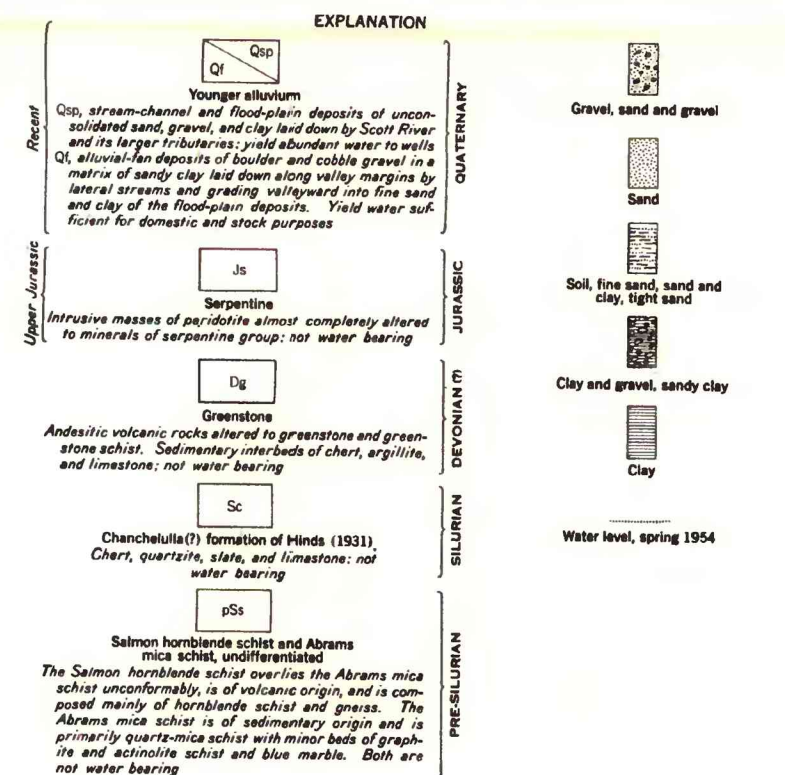 EXPLANATION
Qsp
Qf
Younger alluvium
Qsp, stream-channel and flood-plain deposits of uncon-
solidated sand, gravel, and clay laid down by Scott River
and its larger tributaries; yield abundant water to wells
Qf, alluvial-fan deposits of boulder and cobble gravel in a
matrix of sandy clay laid down along valley margins by
lateral streams and grading valleyward into fine sand
and clay of the flood-plain deposits. Yield water suf-
ficient for domestic and stock purposes
Recent
QUATERNARY
Js
Serpentine
Intrusive masses of peridotite almost completely altered
to minerals of serpentine group; not water bearing
Upper Jurassic
JURASSIC
Dg
Greenstone
Andesitic volcanic rocks altered to greenstone and green-
stone schist. Sedimentary interbeds of chert, argillite,
and limestone; not water bearing
DEVONIAN (?)
Sc
Chanchelulla(?) formation of Hinds (1931)
Chert, quartzite, slate, and limestone; not
water bearing
SILURIAN
pSs
Salmon hornblende schist and Abrams
mica schist, undifferentiated
The Salmon hornblende schist overlies the Abrams mica
schist unconformably, is of volcanic origin, and is com-
posed mainly of hornblende schist and gneiss. The
Abrams mica schist is of sedimentary origin and is
primarily quartz-mica schist with minor beds of graph-
ite and actinolite schist and blue marble. Both are
not water bearing
PRE-SILURIAN
Gravel, sand and gravel
Sand
Soil, fine sand, sand and
clay, tight sand
Clay and gravel, sandy clay
Clay
Water level, spring 1954